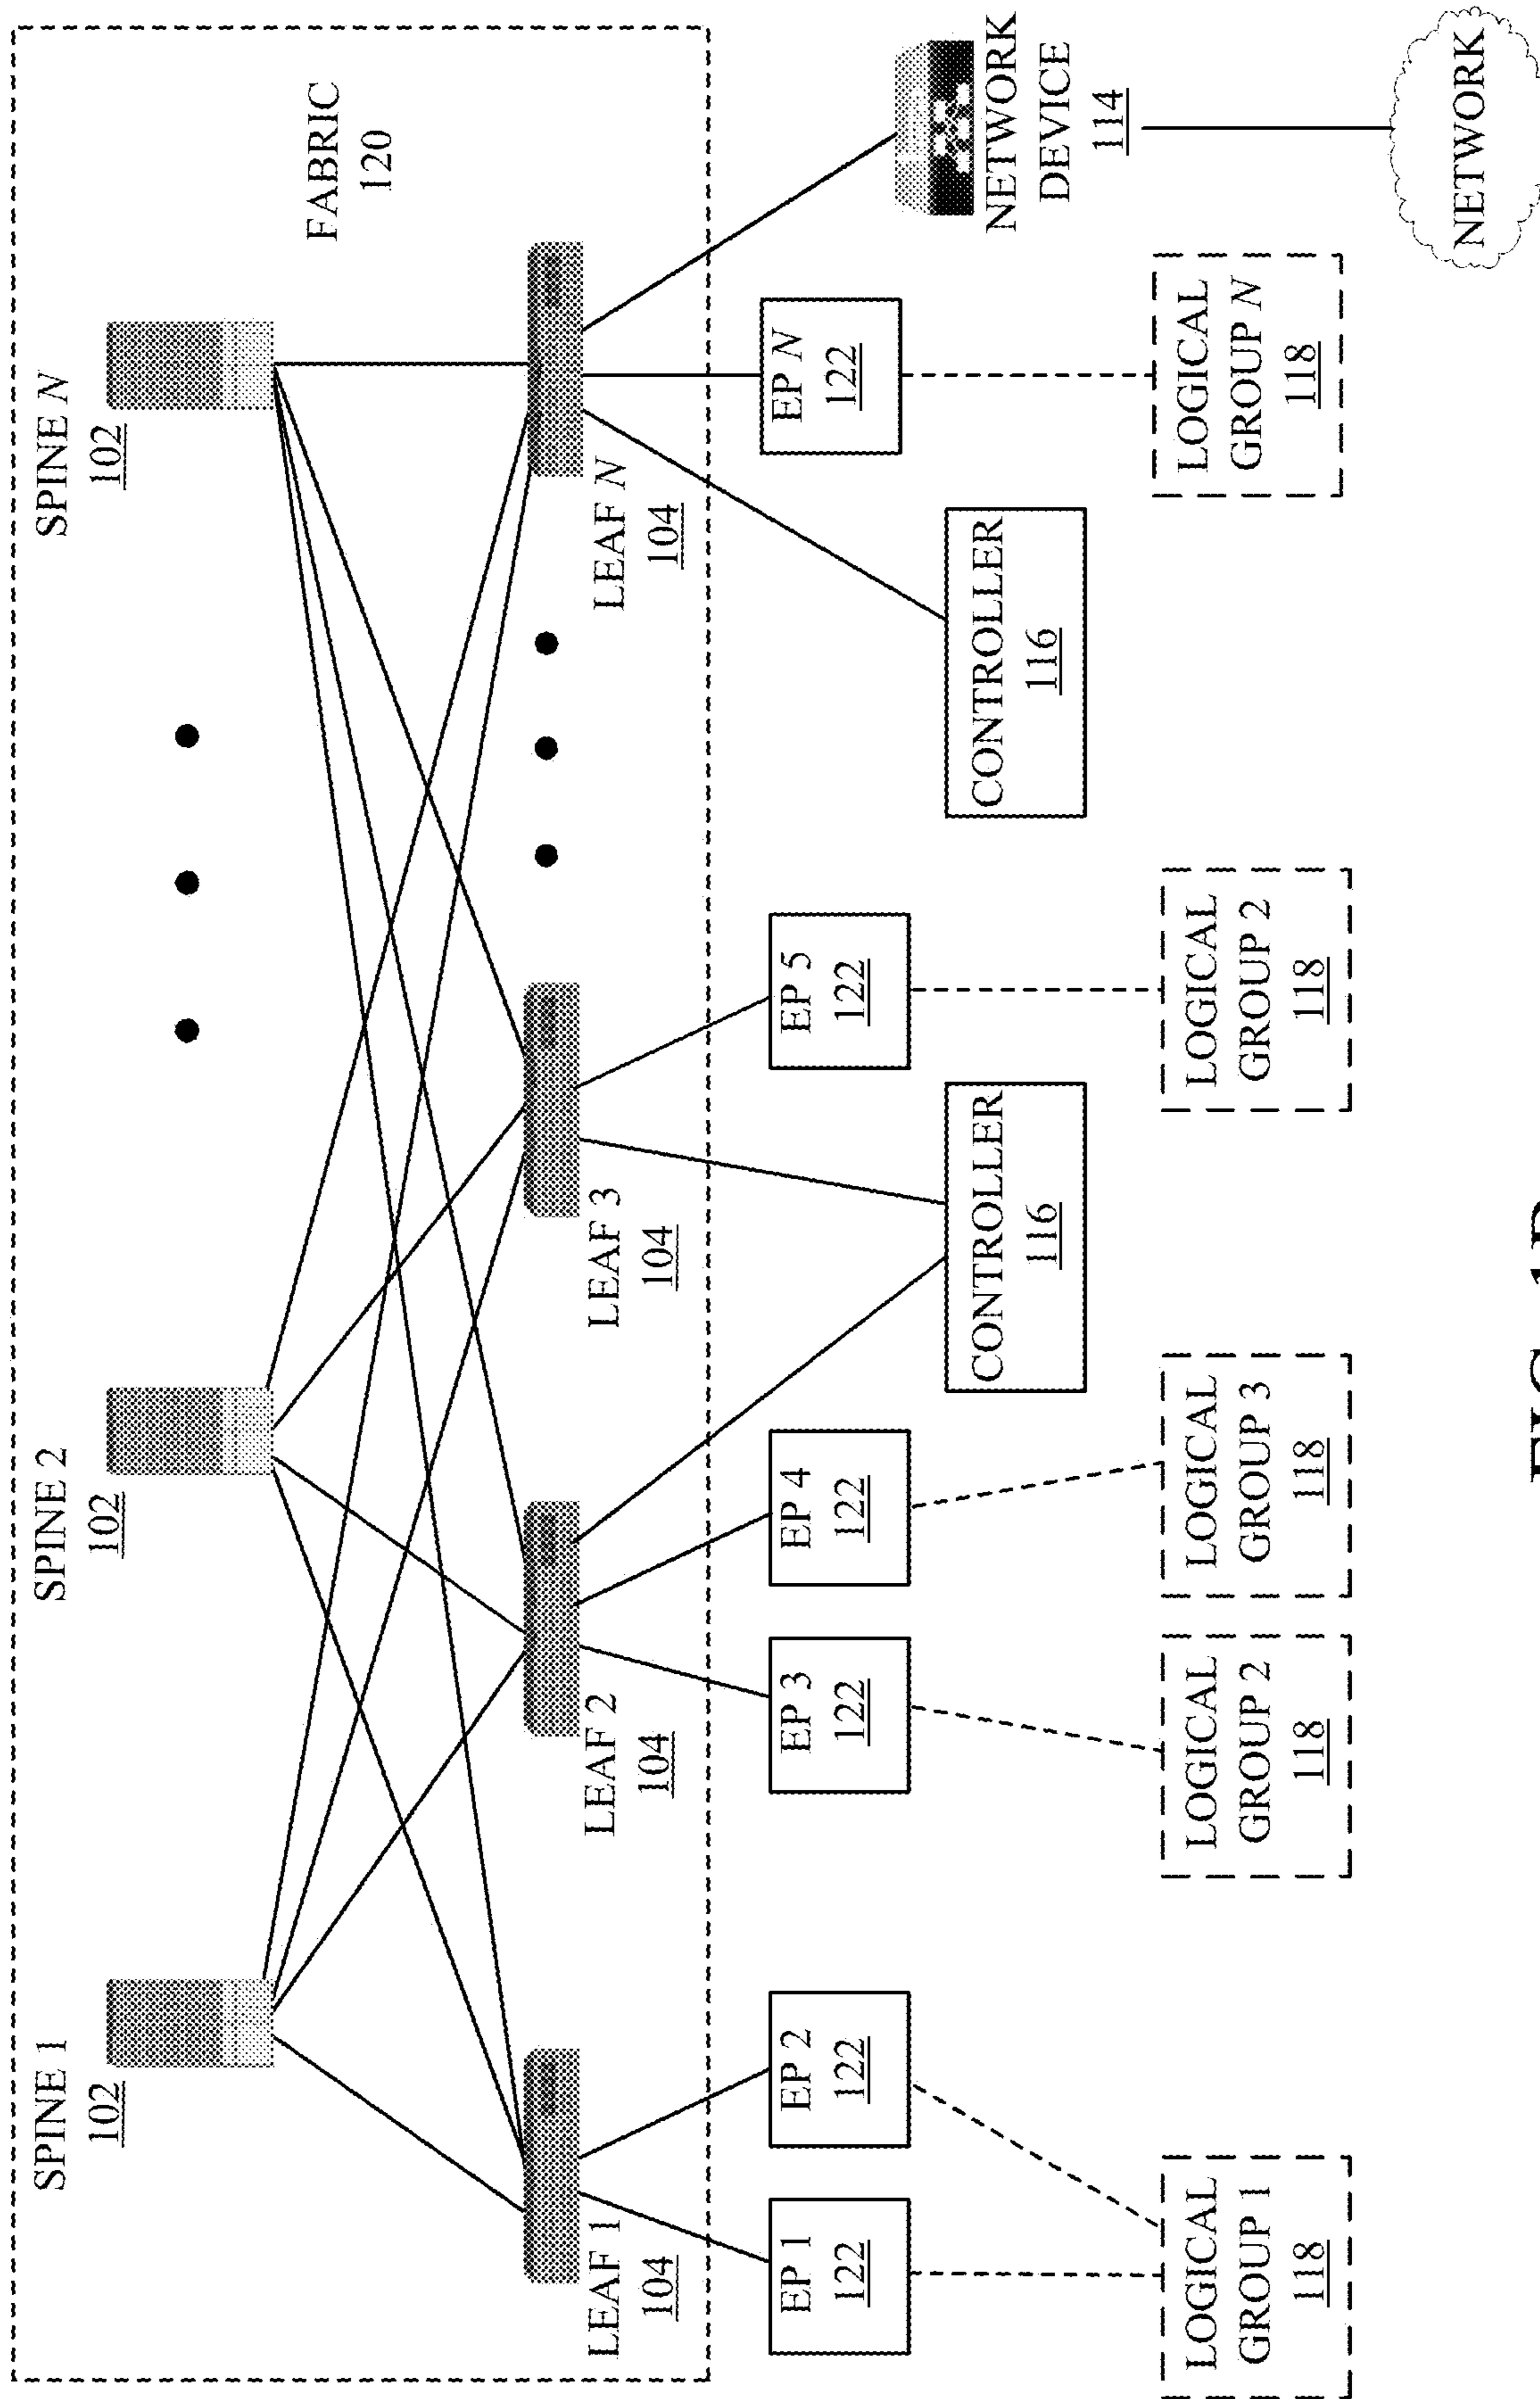 SPINE 1
102
SPINE 2
102
SPINE N
102
FABRIC
120
LEAF 1
104
LEAF 2
104
LEAF 3
104
LEAF N
104
EP 1
122
EP 2
122
EP 3
122
EP 4
122
EP 5
122
EP N
122
CONTROLLER
116
CONTROLLER
116
NETWORK
DEVICE
114
LOGICAL
GROUP 1
118
LOGICAL
GROUP 2
118
LOGICAL
GROUP 3
118
LOGICAL
GROUP 2
118
LOGICAL
GROUP N
118
NETWORK